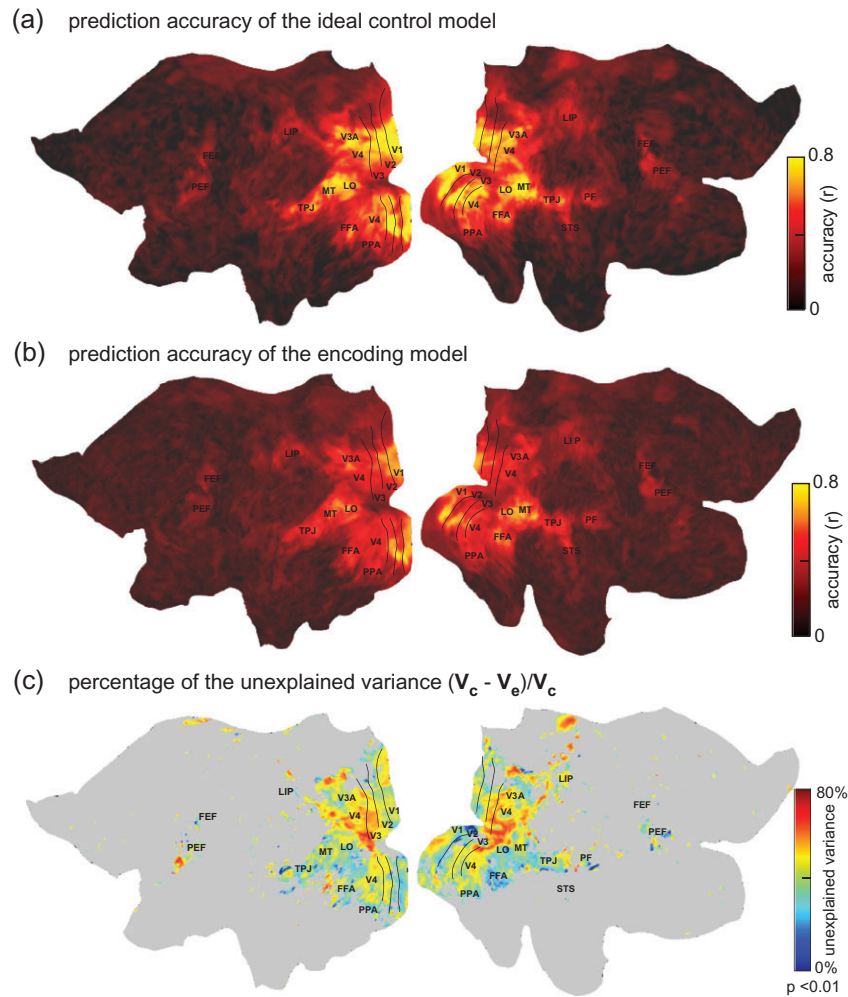 (a) prediction accuracy of the ideal control model
LIP V3A V1 V3A LIP
FEF V4 V2 V4 FEF
PEF MT LO V3 V1 V2 V3 LO MT PEF
TPJ V4 V4 TPJ PF
FFA FFA
PPA PPA STS
0.8
accuracy (r)
0
(b) prediction accuracy of the encoding model
LIP V3A V1 V3A LI P
FEF V4 V2 V4 FEF
PEF MT LO V3 V1 V2 V3 LO MT PEF
TPJ V4 V4 TPJ PF
FFA FFA
PPA PPA STS
0.8
accuracy (r)
0
(c) percentage of the unexplained variance (Vc - Ve)/Vc
LIP V3A V1 V3A LIP
FEF V4 V2 V4 FEF
PEF MT LO V3 V1 V2 V3 LO MT PEF
TPJ V4 V4 TPJ PF
FFA FFA
PPA PPA STS
80%
unexplained variance
0%
p <0.01